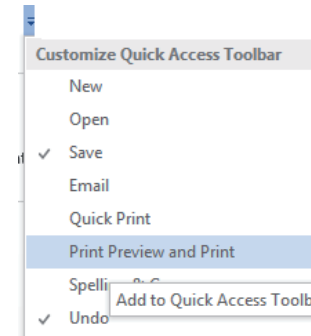 Customize Quick Access Toolbar
New
Open
Save
Email
Quick Print
Print Preview and Print
Spelli
Add to Quick Access Toolb
Undo